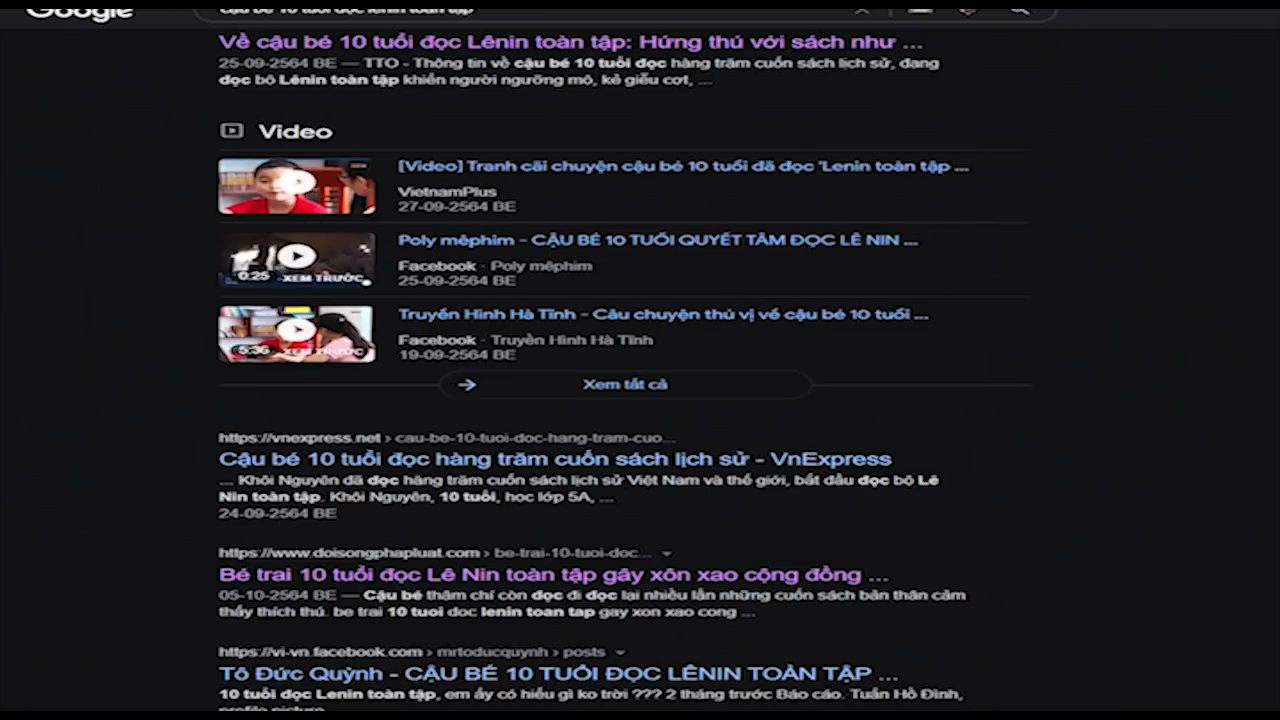 Google
cậu bé 10 tuổi đọc lênin toàn tập
Về cậu bé 10 tuổi đọc Lênin toàn tập: Hứng thú với sách như ...
25-09-2564 BE — TTO - Thông tin về cậu bé 10 tuổi đọc hàng trăm cuốn sách lịch sử, đang
đọc bộ Lênin toàn tập khiến người ngưỡng mộ, kẻ giễu cợt, ...
Video
[Video] Tranh cãi chuyện cậu bé 10 tuổi đã đọc 'Lenin toàn tập ...
VietnamPlus
27-09-2564 BE
Poly mêphim - CẬU BÉ 10 TUỔI QUYẾT TÂM ĐỌC LÊ NIN ...
Facebook · Poly mêphim
25-09-2564 BE
0:25 XEM TRƯỚC
Truyền Hình Hà Tĩnh - Câu chuyện thú vị về cậu bé 10 tuổi ...
Facebook · Truyền Hình Hà Tĩnh
19-09-2564 BE
5:36 XEM TRƯỚC
Xem tất cả
https://vnexpress.net › cau-be-10-tuoi-doc-hang-tram-cuo...
Cậu bé 10 tuổi đọc hàng trăm cuốn sách lịch sử - VnExpress
... Khôi Nguyên đã đọc hàng trăm cuốn sách lịch sử Việt Nam và thế giới, bắt đầu đọc bộ Lê
Nin toàn tập. Khôi Nguyên, 10 tuổi, học lớp 5A, ...
24-09-2564 BE
https://www.doisongphapluat.com › be-trai-10-tuoi-doc...
Bé trai 10 tuổi đọc Lê Nin toàn tập gây xôn xao cộng đồng ...
05-10-2564 BE — Cậu bé thậm chí còn đọc đi đọc lại nhiều lần những cuốn sách bản thân cảm
thấy thích thú. be trai 10 tuoi doc lenin toan tap gay xon xao cong ...
https://vi-vn.facebook.com › mrtoducquynh › posts
Tô Đức Quỳnh - CẬU BÉ 10 TUỔI ĐỌC LÊNIN TOÀN TẬP ...
10 tuổi đọc Lenin toàn tập, em ấy có hiểu gì ko trời ??? 2 tháng trước Báo cáo. Tuấn Hồ Đình,
profile picture.